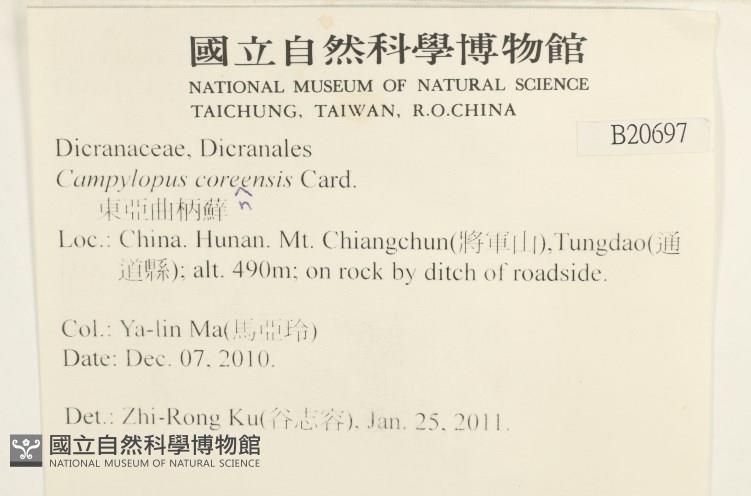 國立自然科學博物館
NATIONAL MUSEUM OF NATURAL SCIENCE
TAICHUNG, TAIWAN, R.O.CHINA
B20697
Dicranaceae, Dicranales
Campylopus coreensis Card.
東亞曲柄蘚
Loc.: China. Hunan. Mt. Chiangchun(將軍山),Tungdao(通
道縣); alt. 490m; on rock by ditch of roadside.
Col.: Ya-lin Ma(馬亞玲)
Date: Dec. 07, 2010.
Det.: Zhi-Rong Ku(谷志容), Jan. 25, 2011.
國立自然科學博物館
NATIONAL MUSEUM OF NATURAL SCIENCE